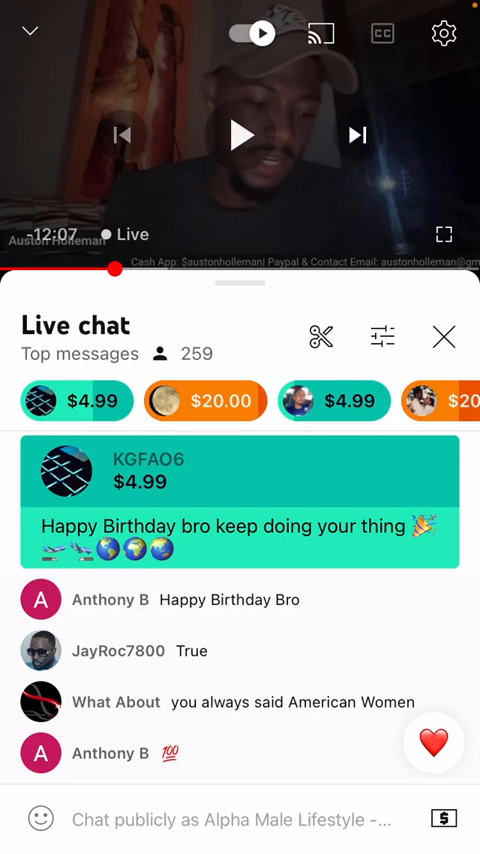 CC
-12:07 Live
Auston Holleman
Cash App: $austonholleman| Paypal & Contact Email: austonholleman@gm
Live chat
Top messages 259
$4.99 $20.00 $4.99 $20
KGFAO6
$4.99
Happy Birthday bro keep doing your thing 🎉
🛫🛬🌎🌍🌏
A Anthony B Happy Birthday Bro
JayRoc7800 True
What About you always said American Women
A Anthony B 💯
Chat publicly as Alpha Male Lifestyle -...
$